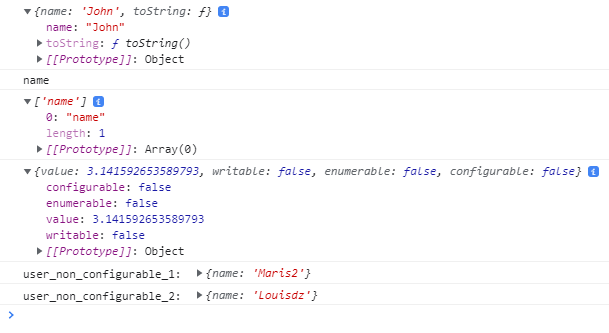 {name: 'John', toString: ƒ} i
name: "John"
toString: ƒ toString()
[[Prototype]]: Object
name
['name'] i
0: "name"
length: 1
[[Prototype]]: Array(0)
{value: 3.141592653589793, writable: false, enumerable: false, configurable: false} i
configurable: false
enumerable: false
value: 3.141592653589793
writable: false
[[Prototype]]: Object
user_non_configurable_1: {name: 'Maris2'}
user_non_configurable_2: {name: 'Louisdz'}